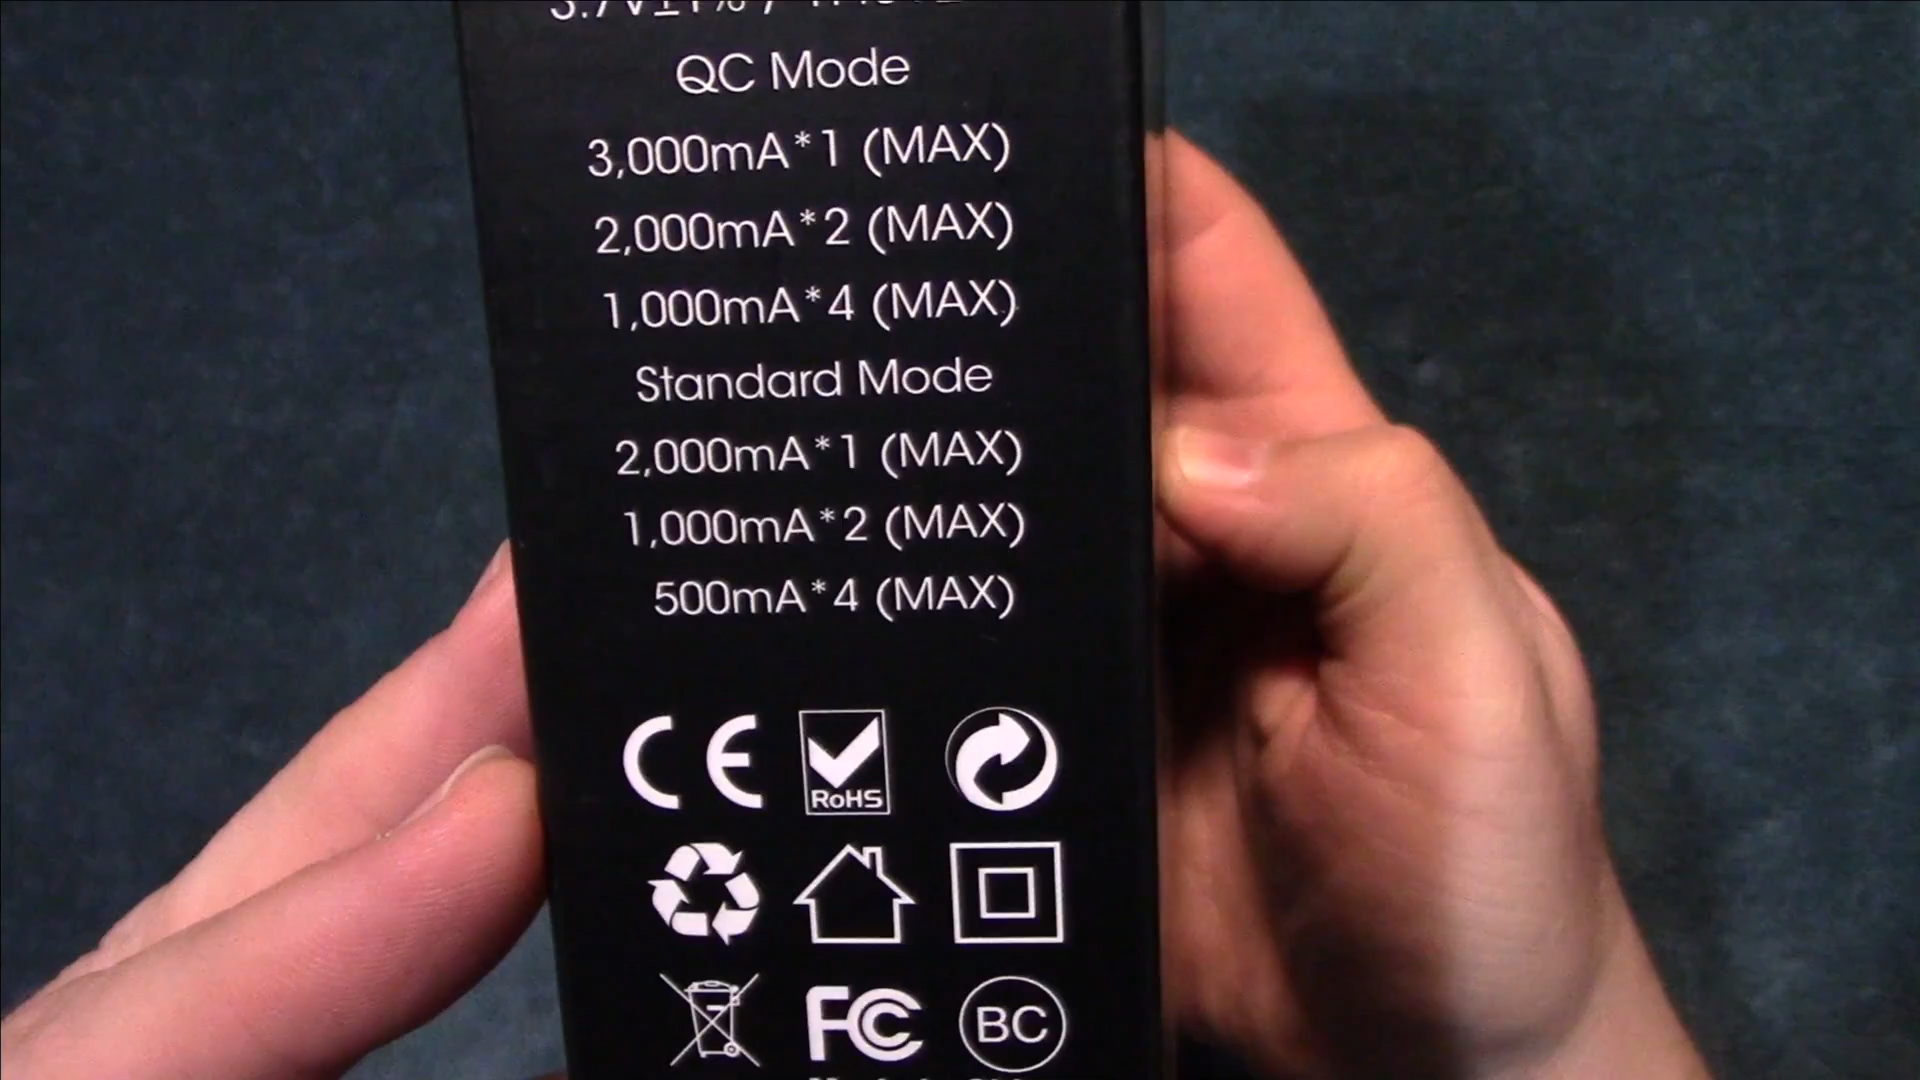 QC Mode
3,000mA*1 (MAX)
2,000mA*2 (MAX)
1,000mA*4 (MAX)
Standard Mode
2,000mA*1 (MAX)
1,000mA*2 (MAX)
500mA*4 (MAX)
CE RoHS
FC BC